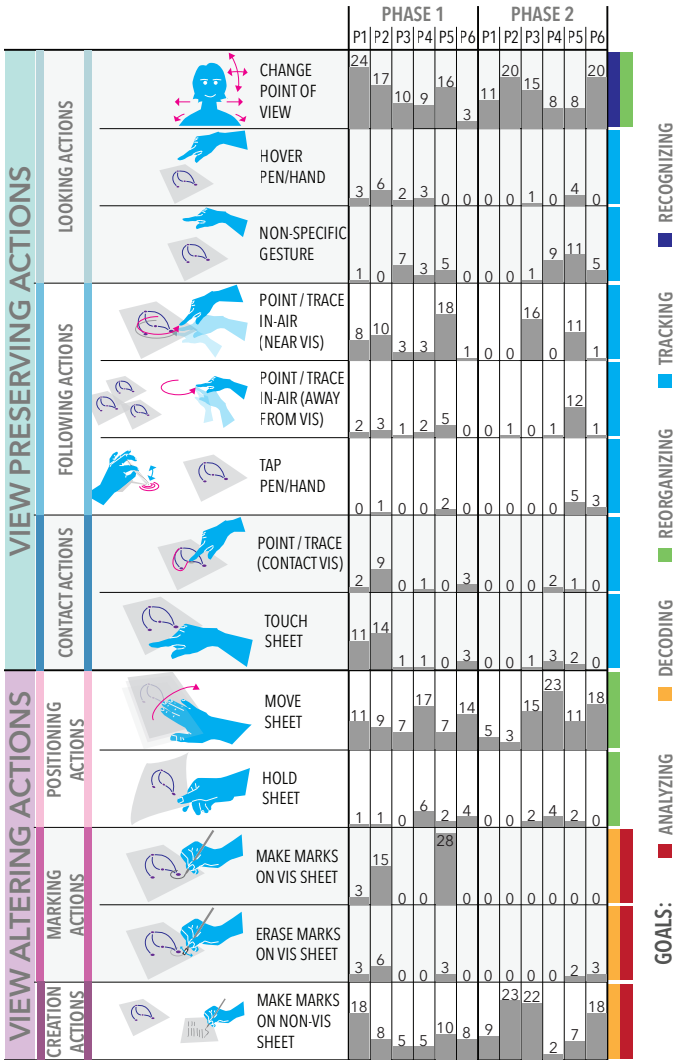 PHASE 1 PHASE 2
P1 P2 P3 P4 P5 P6 P1 P2 P3 P4 P5 P6
VIEW PRESERVING ACTIONS
LOOKING ACTIONS
CHANGE
POINT OF
VIEW
24 17 10 9 16 3 11 20 15 8 8 20
HOVER
PEN/HAND
3 6 2 3 0 0 0 0 1 0 4 0
NON-SPECIFIC
GESTURE
1 0 7 3 5 0 0 0 1 9 11 5
FOLLOWING ACTIONS
POINT / TRACE
IN-AIR
(NEAR VIS)
8 10 3 3 18 1 0 0 16 0 11 1
POINT / TRACE
IN-AIR (AWAY
FROM VIS)
2 3 1 2 5 0 0 1 0 1 12 1
TAP
PEN/HAND
0 1 0 0 2 0 0 0 0 0 5 3
CONTACT ACTIONS
POINT / TRACE
(CONTACT VIS)
2 9 0 1 0 3 0 0 0 2 1 0
TOUCH
SHEET
11 14 1 1 0 3 0 0 1 3 2 0
VIEW ALTERING ACTIONS
POSITIONING
ACTIONS
MOVE
SHEET
11 9 7 17 7 14 5 3 15 23 11 18
HOLD
SHEET
1 1 0 6 2 4 0 0 2 4 2 0
MARKING
ACTIONS
MAKE MARKS
ON VIS SHEET
3 15 0 0 28 0 0 0 0 0 0 0
ERASE MARKS
ON VIS SHEET
3 6 0 0 3 0 0 0 0 0 2 3
CREATION
ACTIONS
MAKE MARKS
ON NON-VIS
SHEET
18 8 5 5 10 8 9 23 22 2 7 18
GOALS:
ANALYZING
DECODING
REORGANIZING
TRACKING
RECOGNIZING